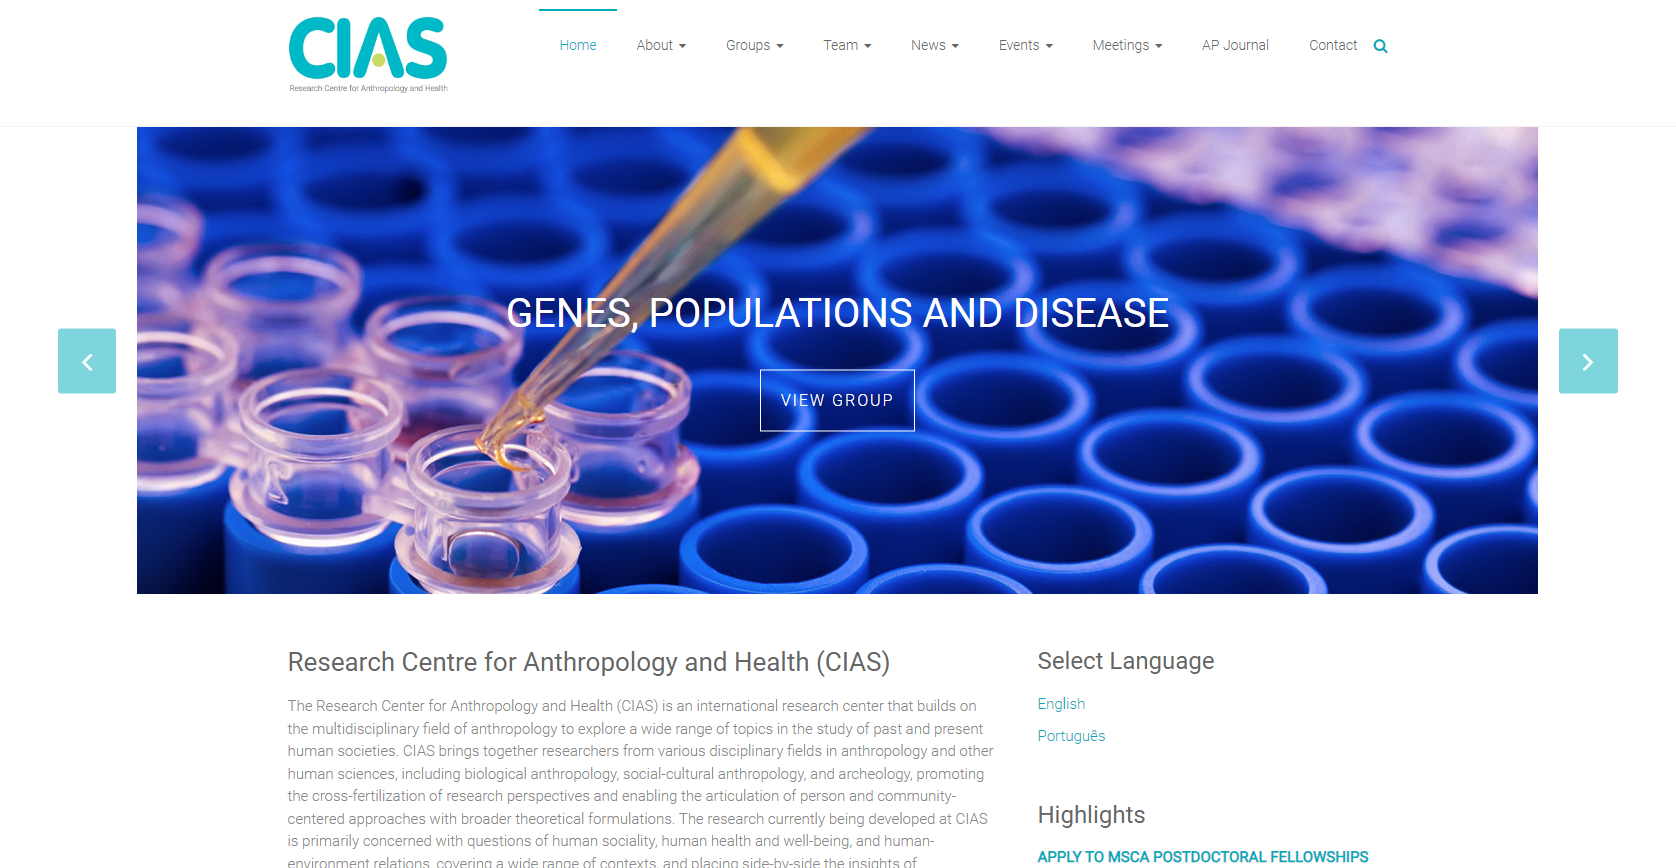 CIAS
Research Centre for Anthropology and Health
Home About Groups Team News Events Meetings AP Journal Contact
GENES, POPULATIONS AND DISEASE
VIEW GROUP
Research Centre for Anthropology and Health (CIAS)
The Research Center for Anthropology and Health (CIAS) is an international research center that builds on
the multidisciplinary field of anthropology to explore a wide range of topics in the study of past and present
human societies. CIAS brings together researchers from various disciplinary fields in anthropology and other
human sciences, including biological anthropology, social-cultural anthropology, and archeology, promoting
the cross-fertilization of research perspectives and enabling the articulation of person and community-
centered approaches with broader theoretical formulations. The research currently being developed at CIAS
is primarily concerned with questions of human sociality, human health and well-being, and human-
environment relations, covering a wide range of contexts, and placing side-by-side the insights of
Select Language
English
Português
Highlights
APPLY TO MSCA POSTDOCTORAL FELLOWSHIPS